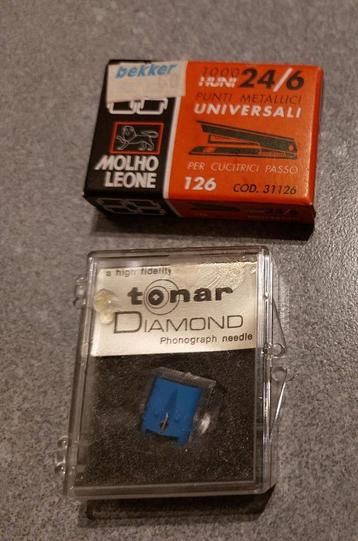 bekker
1000
HUNI 24/6
PUNTI METALLICI
UNIVERSALI
MOLHO
LEONE
PER CUCITRICI PASSO
126 COD. 31126
a high fidelity
tonar
DIAMOND
Phonograph needle